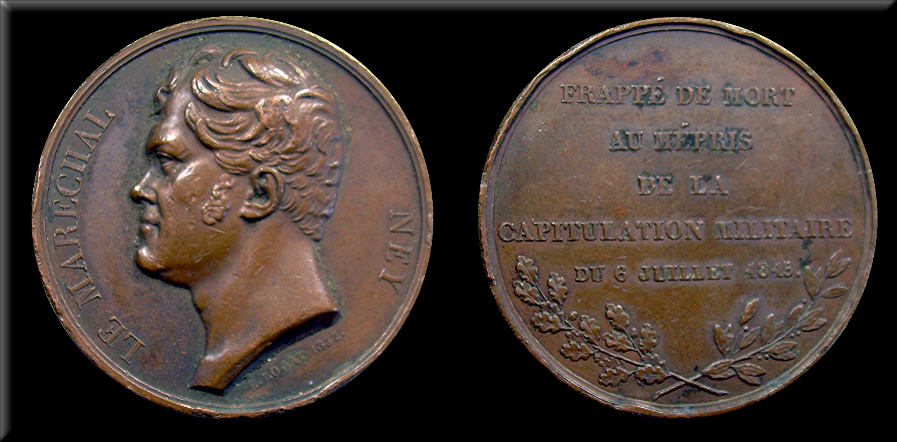 LE MARECHAL NEY
FRAPPÉ DE MORT
AU MÉPRIS
DE LA
CAPITULATION MILITAIRE
DU 6 JUILLET 1815.